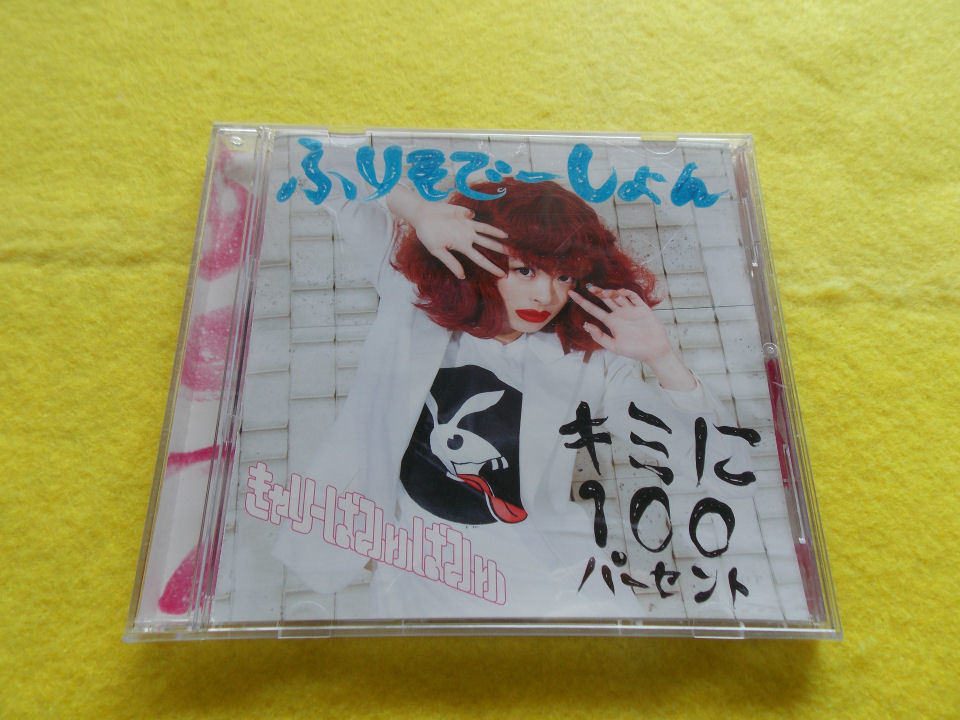 ふりそでーしょん
キミに
100
パーセント
きゃりーぱみゅぱみゅ